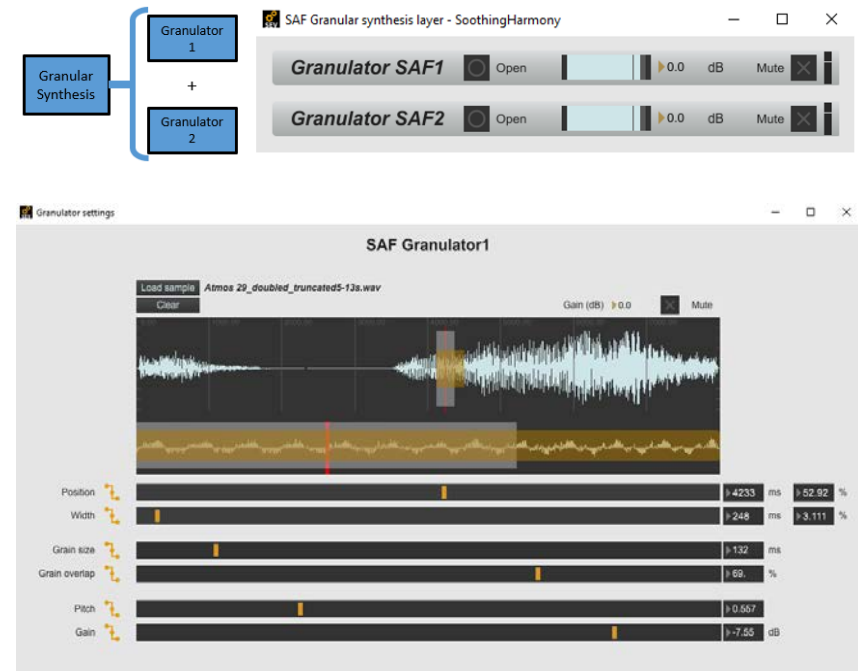 Granular
Synthesis
Granulator
1
+
Granulator
2
SAF Granular synthesis layer - SoothingHarmony
Granulator SAF1 Open 0.0 dB Mute
Granulator SAF2 Open 0.0 dB Mute
Granulator settings
SAF Granulator1
Load sample Atmos 29_doubled_truncated5-13s.wav
Clear Gain (dB) 0.0 Mute
Position 4233 ms 52.92 %
Width 248 ms 3.111 %
Grain size 132 ms
Grain overlap 69. %
Pitch 0.557
Gain -7.55 dB